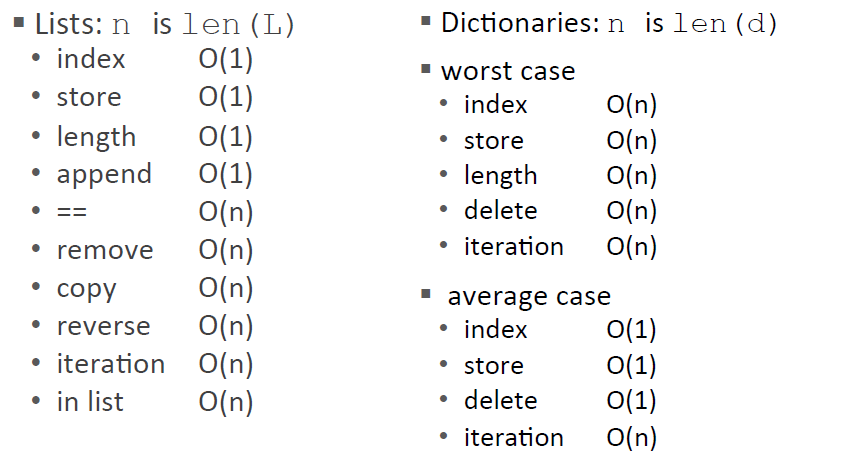 ▪ Lists: n is len(L)
• index O(1)
• store O(1)
• length O(1)
• append O(1)
• == O(n)
• remove O(n)
• copy O(n)
• reverse O(n)
• iteration O(n)
• in list O(n)
▪ Dictionaries: n is len(d)
▪ worst case
• index O(n)
• store O(n)
• length O(n)
• delete O(n)
• iteration O(n)
▪ average case
• index O(1)
• store O(1)
• delete O(1)
• iteration O(n)